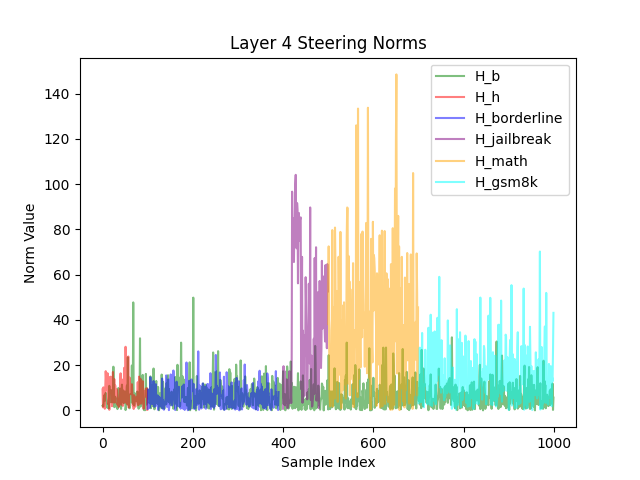 Layer 4 Steering Norms
H_b
H_h
H_borderline
H_jailbreak
H_math
H_gsm8k
Norm Value
140
120
100
80
60
40
20
0
0 200 400 600 800 1000
Sample Index